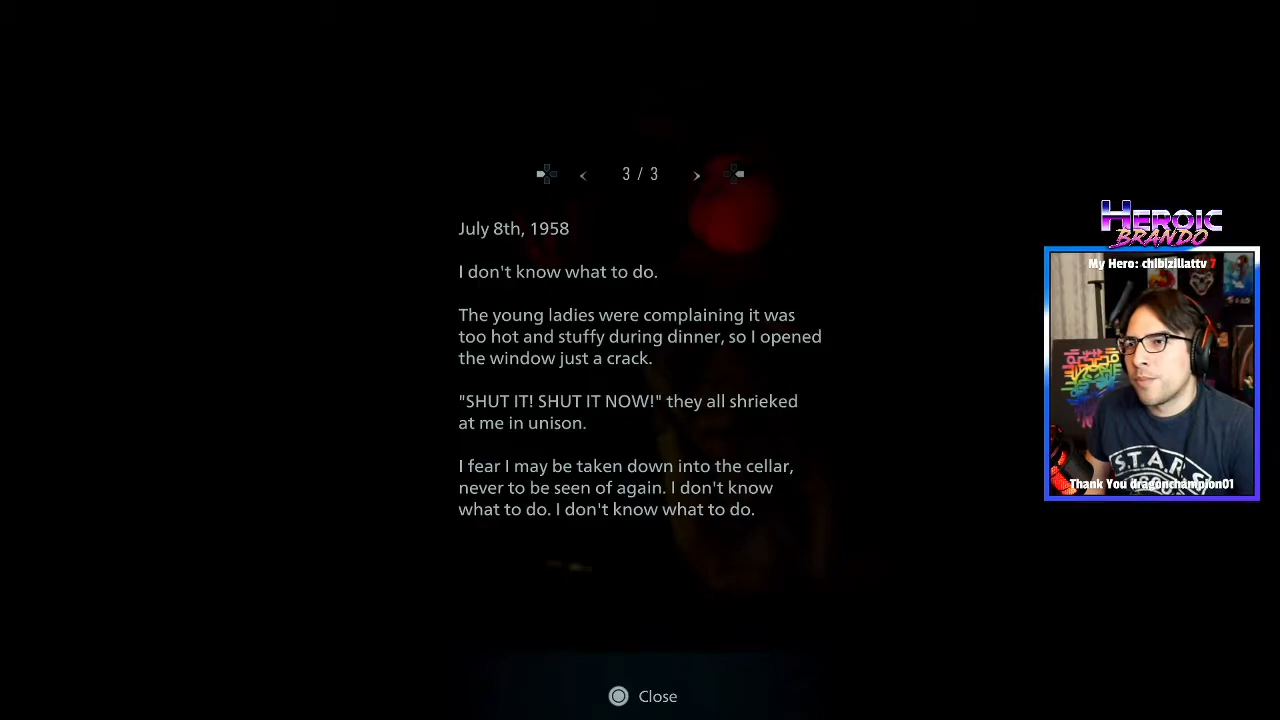 3 / 3
July 8th, 1958
I don't know what to do.
The young ladies were complaining it was
too hot and stuffy during dinner, so I opened
the window just a crack.
"SHUT IT! SHUT IT NOW!" they all shrieked
at me in unison.
I fear I may be taken down into the cellar,
never to be seen of again. I don't know
what to do. I don't know what to do.
Close
HEROIC
BRANDO
My Hero: chibizillattv 7
S.T.A.R.S.
Thank You dragonchampion01